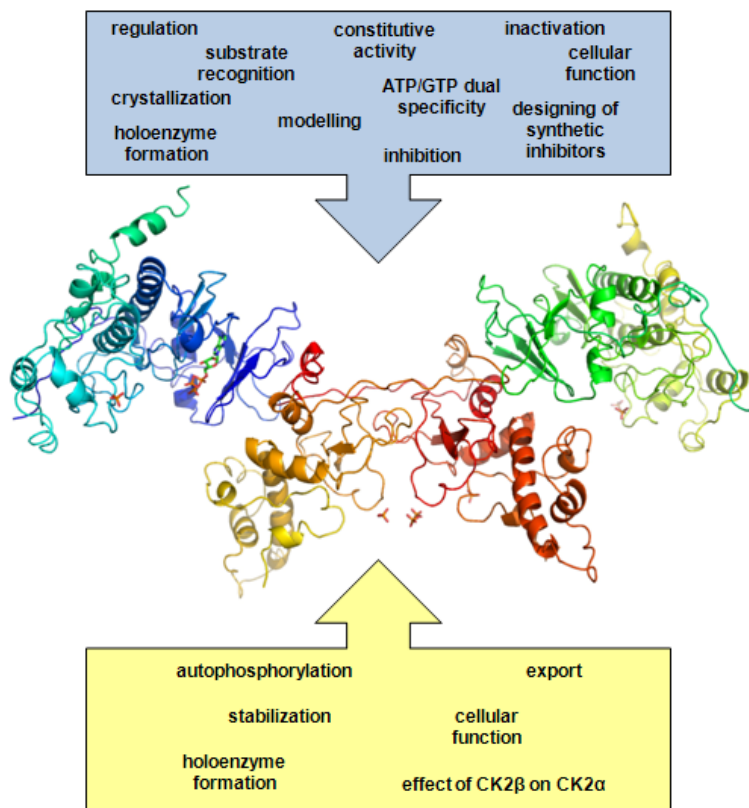 regulation
constitutive
activity
inactivation
substrate
recognition
cellular
function
crystallization
ATP/GTP dual
specificity
modelling
designing of
synthetic
inhibitors
holoenzyme
formation
inhibition
autophosphorylation
export
stabilization
cellular
function
holoenzyme
formation
effect of CK2β on CK2α